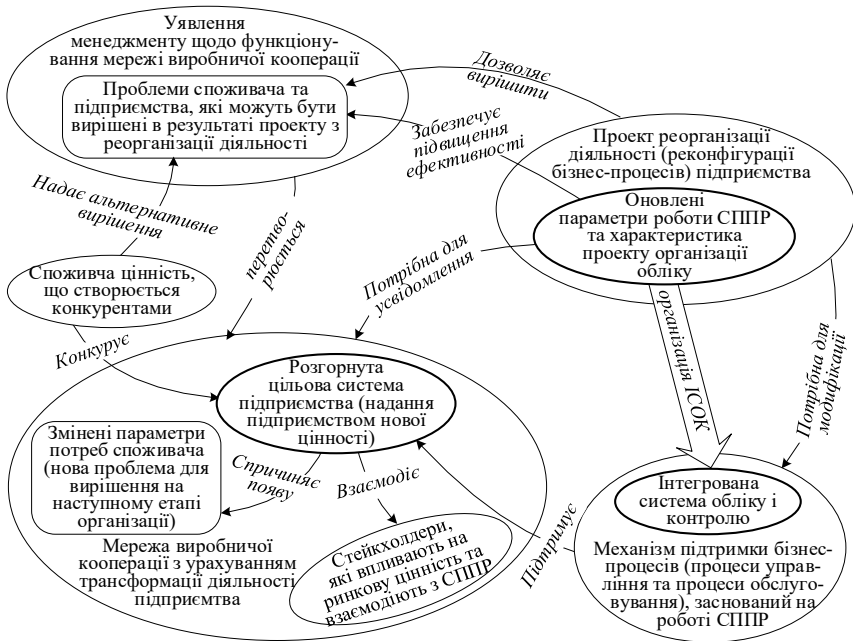 Уявлення
менеджменту щодо функціону-
вання мережі виробничої кооперації
Проблеми споживача та
підприємства, які можуть бути
вирішені в результаті проекту з
реорганізації діяльності
Дозволяє
вирішити
Забезпечує
підвищення
ефективності
Проект реорганізації
діяльності (реконфігурації
бізнес-процесів) підприємства
Оновлені
параметри роботи СППР
та характеристика
проекту організації
обліку
Надає альтернативне
вирішення
перетво-
рюється
Потрібна для
усвідомлення
Споживча цінність,
що створюється
конкурентами
Конкурує
організація ІСОК
Потрібна для
модифікації
Розгорнута
цільова система
підприємства (надання
підприємством нової
цінності)
Змінені параметри
потреб споживача
(нова проблема для
вирішення на
наступному етапі
організації)
Спричиняє
появу
Взаємодіє
Підтримує
Стейкхолдери,
які впливають на
ринкову цінність та
взаємодіють з СППР
Мережа виробничої
кооперації з урахуванням
трансформації діяльності
підприємтва
Інтегрована
система обліку і
контролю
Механізм підтримки бізнес-
процесів (процеси управ-
ління та процеси обслуго-
вування), заснований на
роботі СППР